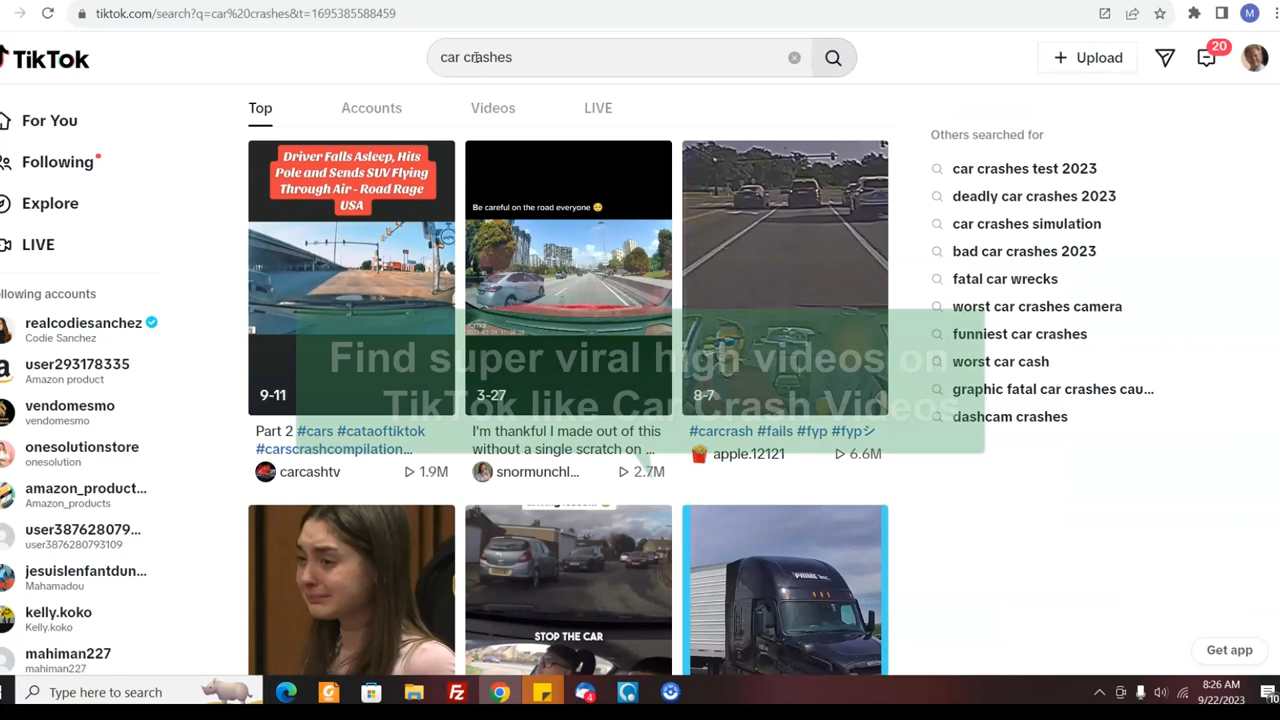 tiktok.com/search?q=car%20crashes&t=1695385588459
M
TikTok
car crashes
Upload
20
For You
Following
Explore
LIVE
llowing accounts
realcodiesanchez
Codie Sanchez
user293178335
Amazon product
vendomesmo
vendomesmo
onesolutionstore
onesolution
amazon_product...
Amazon_products
user387628079...
user3876280793109
jesuislenfantdun...
Mahamadou
kelly.koko
Kelly.koko
mahiman227
mahiman227
Top
Accounts
Videos
LIVE
Driver Falls Asleep, Hits
Pole and Sends SUV Flying
Through Air - Road Rage
USA
9-11
Part 2 #cars #cataoftiktok
#carscrashcompilation...
carcashtv
1.9M
Be careful on the road everyone
3-27
I'm thankful I made out of this
without a single scratch on ...
snormunchl...
2.7M
8-7
#carcrash #fails #fyp #fypシ
apple.12121
6.6M
Find super viral high videos on
TikTok like Car Crash Videos
STOP THE CAR
PRIME inc.
Others searched for
car crashes test 2023
deadly car crashes 2023
car crashes simulation
bad car crashes 2023
fatal car wrecks
worst car crashes camera
funniest car crashes
worst car cash
graphic fatal car crashes cau...
dashcam crashes
Get app
Type here to search
8:26 AM
9/22/2023
10